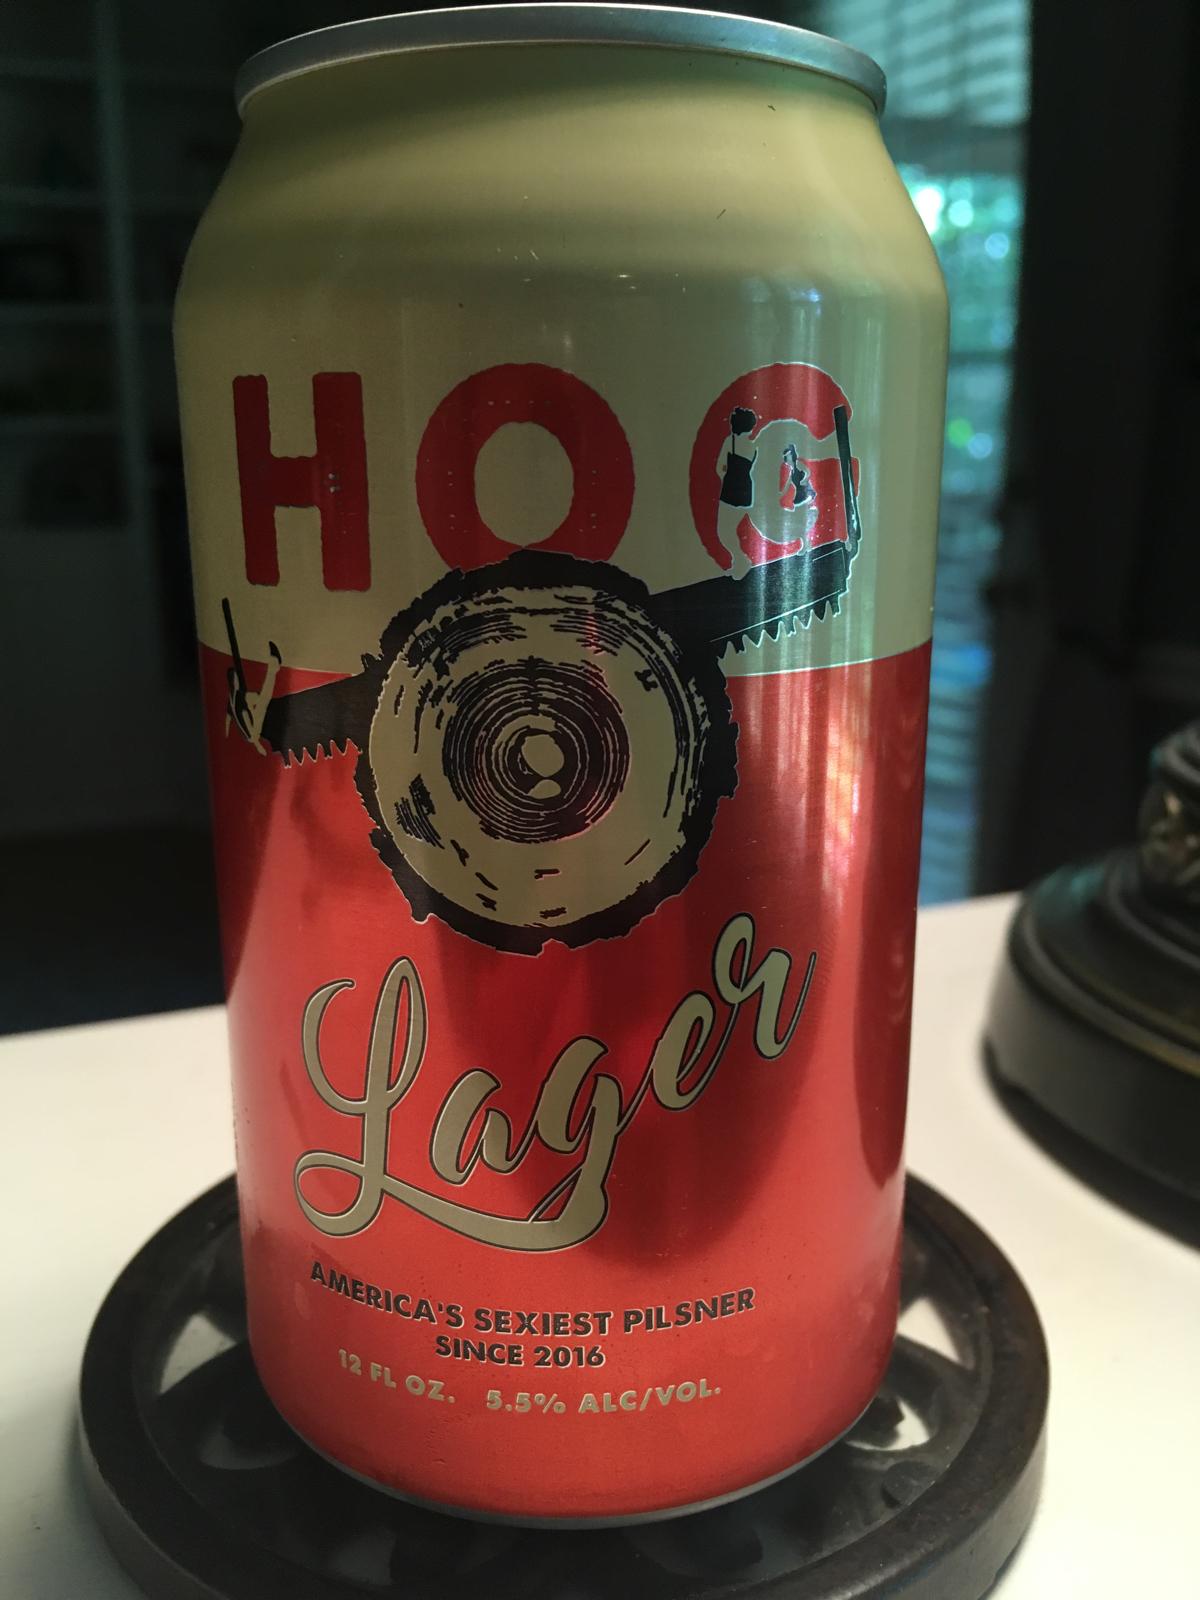 HOG
Lager
AMERICA'S SEXIEST PILSNER
SINCE 2016
12 FL OZ. 5.5% ALC/VOL.